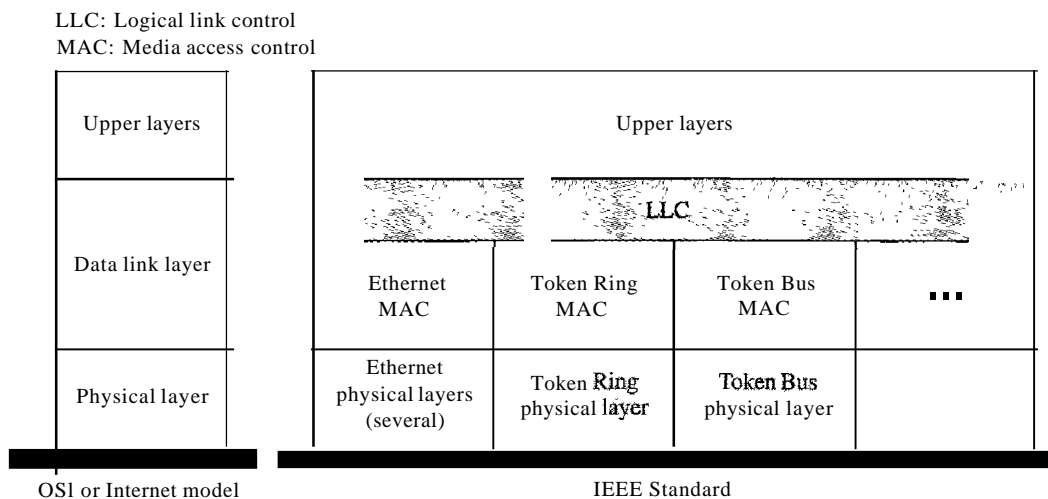 LLC: Logical link control
MAC: Media access control
Upper layers
Upper layers
LLC
Data link layer
Ethernet
MAC
Token Ring
MAC
Token Bus
MAC
...
Physical layer
Ethernet
physical layers
(several)
Token Ring
physical layer
Token Bus
physical layer
OSl or Internet model
IEEE Standard